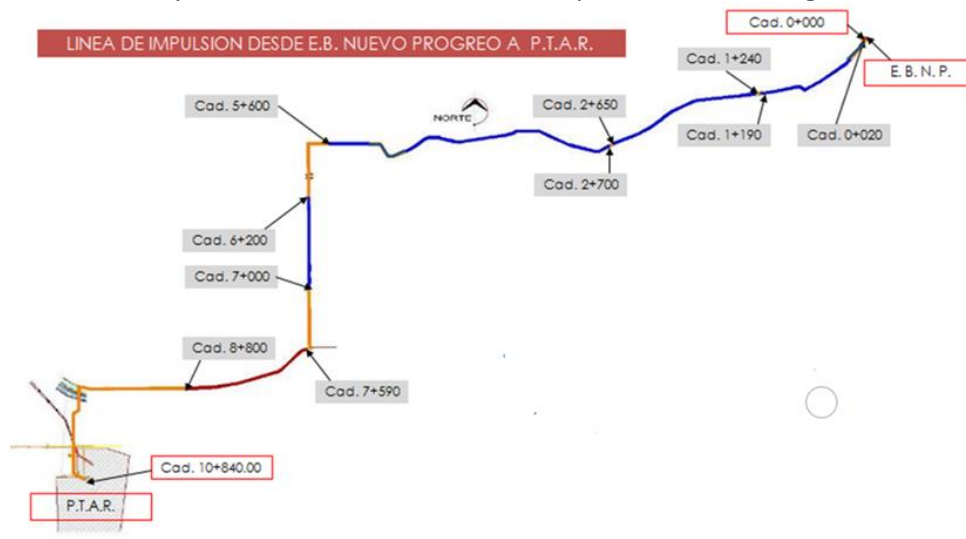 Cad. 0+000
LINEA DE IMPULSION DESDE E.B. NUEVO PROGREO A P.T.A.R.
Cad. 1+240
E. B. N. P.
Cad. 5+600
Cad. 2+650
NORTE
Cad. 1+190
Cad. 0+020
Cad. 2+700
Cad. 6+200
Cad. 7+000
Cad. 8+800
Cad. 7+590
Cad. 10+840.00
P.T.A.R.